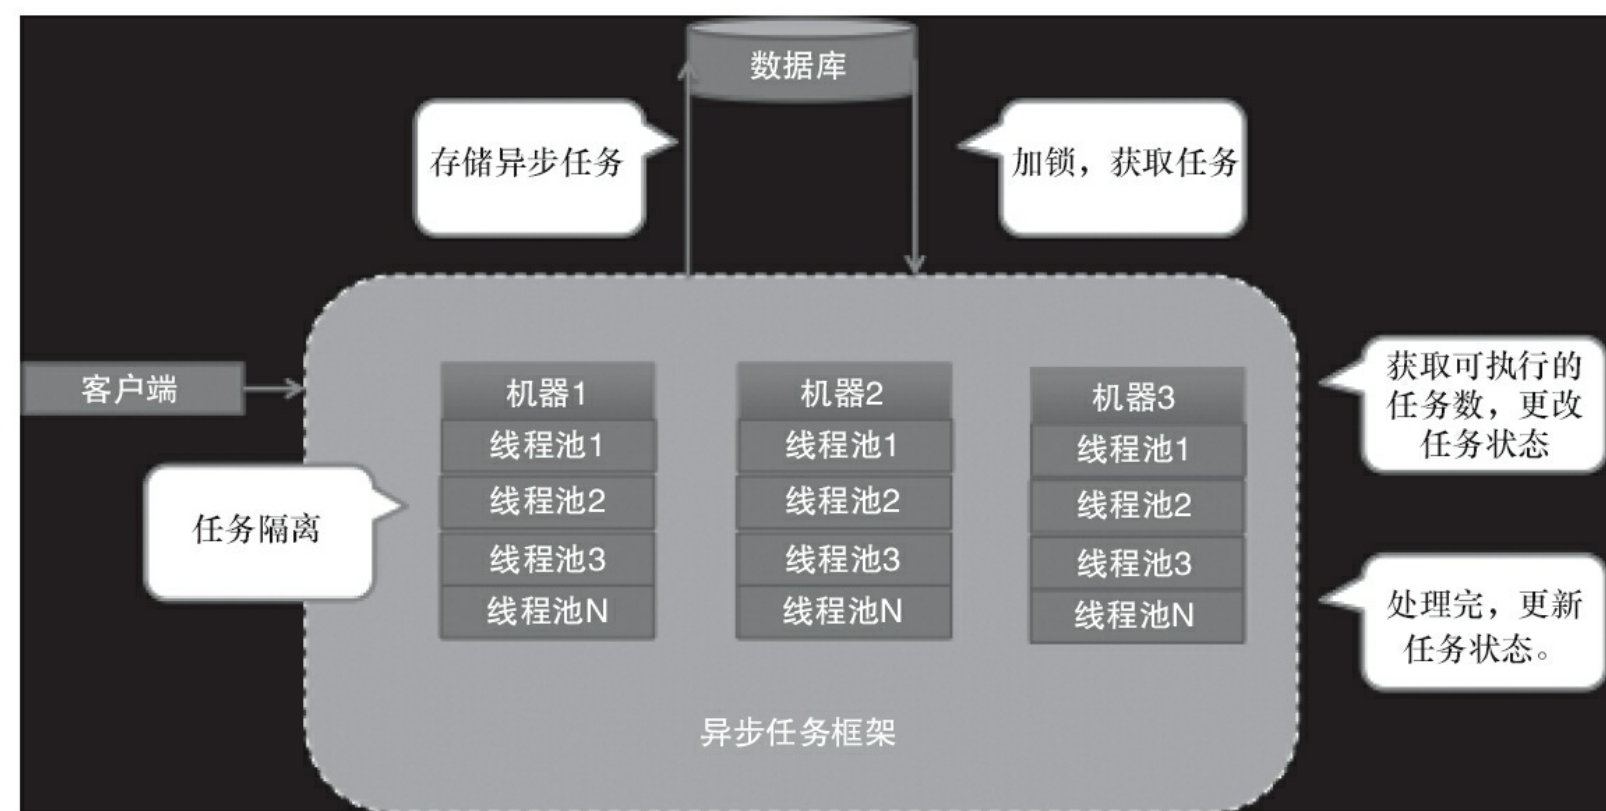 数据库
存储异步任务
加锁，获取任务
客户端
机器1
线程池1
线程池2
线程池3
线程池N
机器2
线程池1
线程池2
线程池3
线程池N
机器3
线程池1
线程池2
线程池3
线程池N
获取可执行的
任务数，更改
任务状态
任务隔离
处理完，更新
任务状态。
异步任务框架